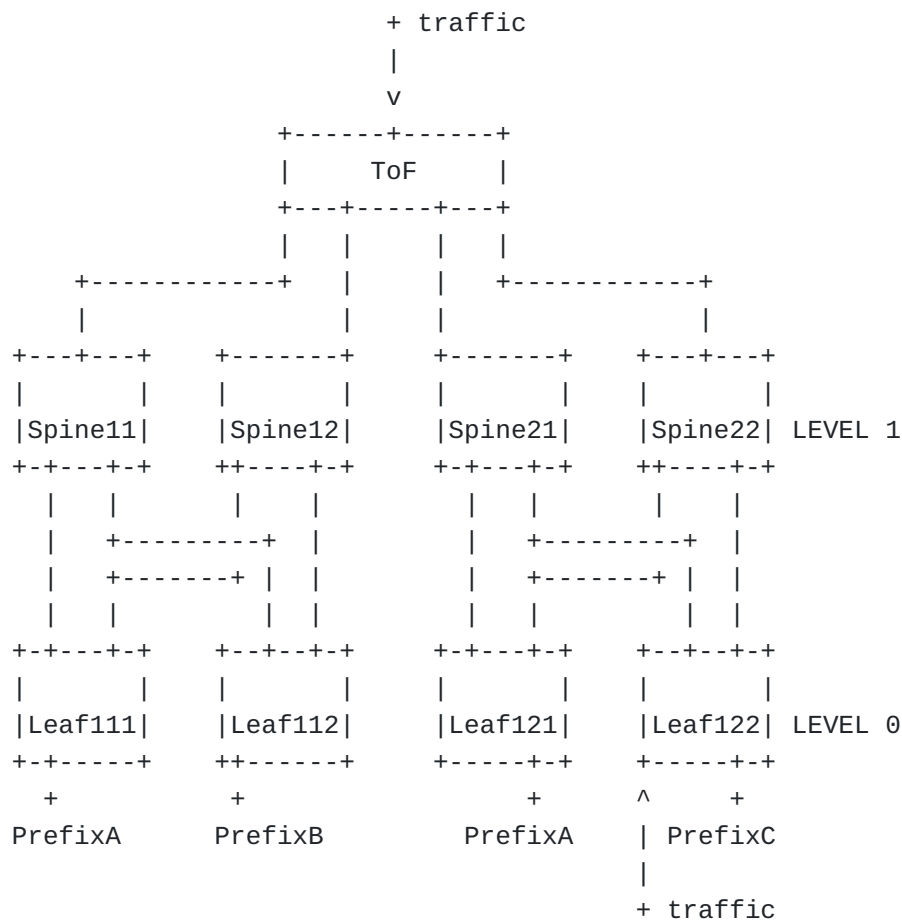 + traffic
ToF
Spine11 Spine12 Spine21 Spine22 LEVEL 1
Leaf111 Leaf112 Leaf121 Leaf122 LEVEL 0
PrefixA PrefixB PrefixA PrefixC
+ traffic